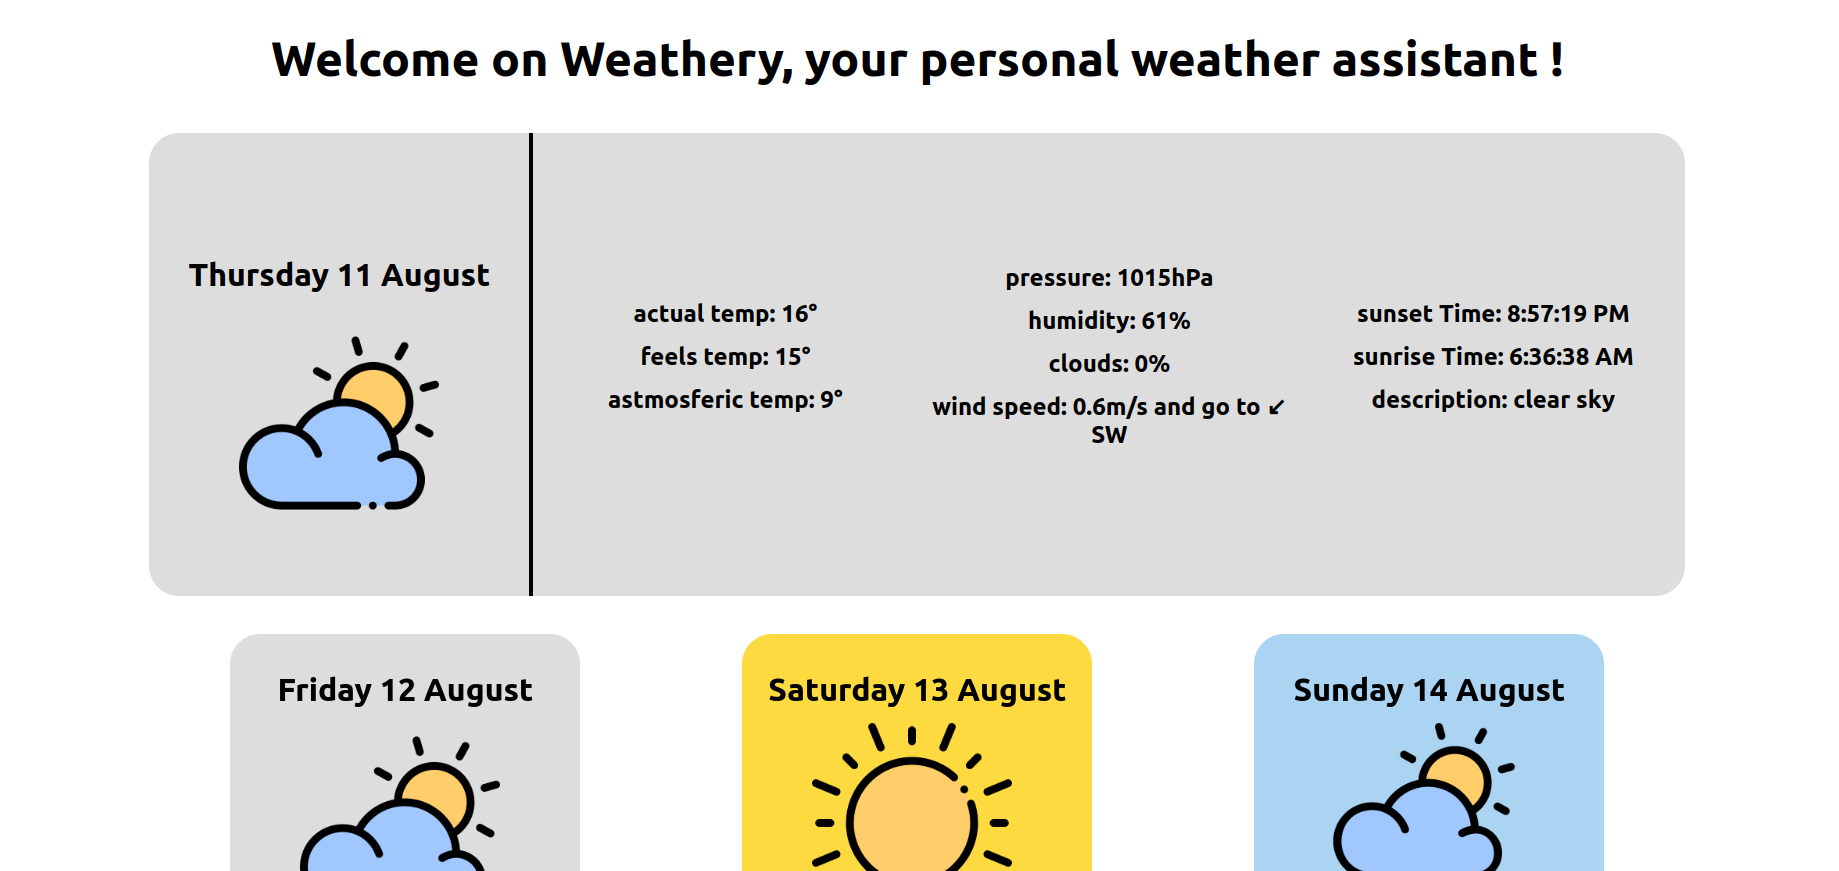 Welcome on Weathery, your personal weather assistant !
Thursday 11 August
actual temp: 16°
feels temp: 15°
astmosferic temp: 9°
pressure: 1015hPa
humidity: 61%
clouds: 0%
wind speed: 0.6m/s and go to ↙
SW
sunset Time: 8:57:19 PM
sunrise Time: 6:36:38 AM
description: clear sky
Friday 12 August
Saturday 13 August
Sunday 14 August